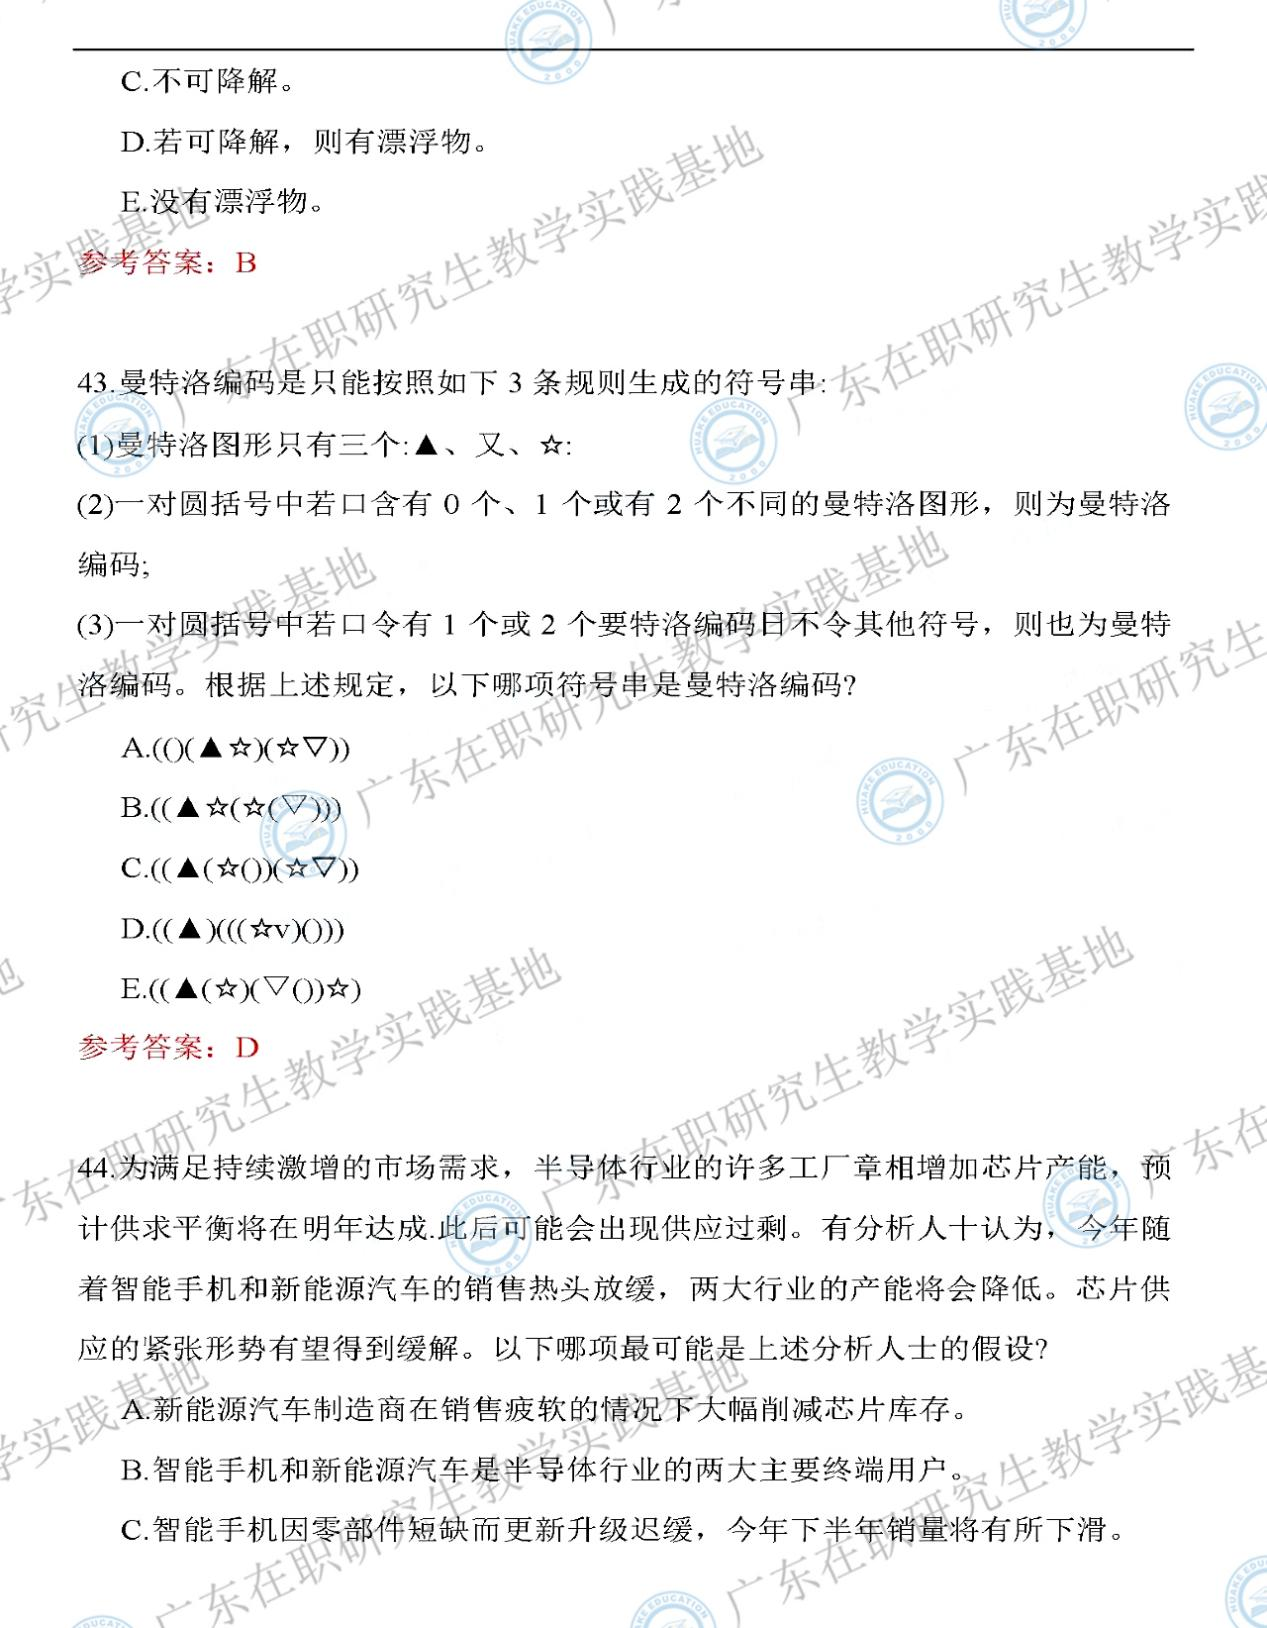 C.不可降解。
D.若可降解，则有漂浮物。
E.没有漂浮物。
参考答案：B
43.曼特洛编码是只能按照如下 3 条规则生成的符号串:
(1)曼特洛图形只有三个:▲、又、☆:
(2)一对圆括号中若口含有 0 个、1 个或有 2 个不同的曼特洛图形，则为曼特洛
编码;
(3)一对圆括号中若口令有 1 个或 2 个要特洛编码日不令其他符号，则也为曼特
洛编码。根据上述规定，以下哪项符号串是曼特洛编码?
A.(()(▲☆)(☆▽))
B.((▲☆(☆(▽)))
C.((▲(☆())(☆▽))
D.((▲)(((☆v)()))
E.((▲(☆)(▽())☆)
参考答案：D
44.为满足持续激增的市场需求，半导体行业的许多工厂章相增加芯片产能，预
计供求平衡将在明年达成.此后可能会出现供应过剩。有分析人十认为，今年随
着智能手机和新能源汽车的销售热头放缓，两大行业的产能将会降低。芯片供
应的紧张形势有望得到缓解。以下哪项最可能是上述分析人士的假设?
A.新能源汽车制造商在销售疲软的情况下大幅削减芯片库存。
B.智能手机和新能源汽车是半导体行业的两大主要终端用户。
C.智能手机因零部件短缺而更新升级迟缓，今年下半年销量将有所下滑。
广东在职研究生教学实践基地
HUAKE EDUCATION
2000